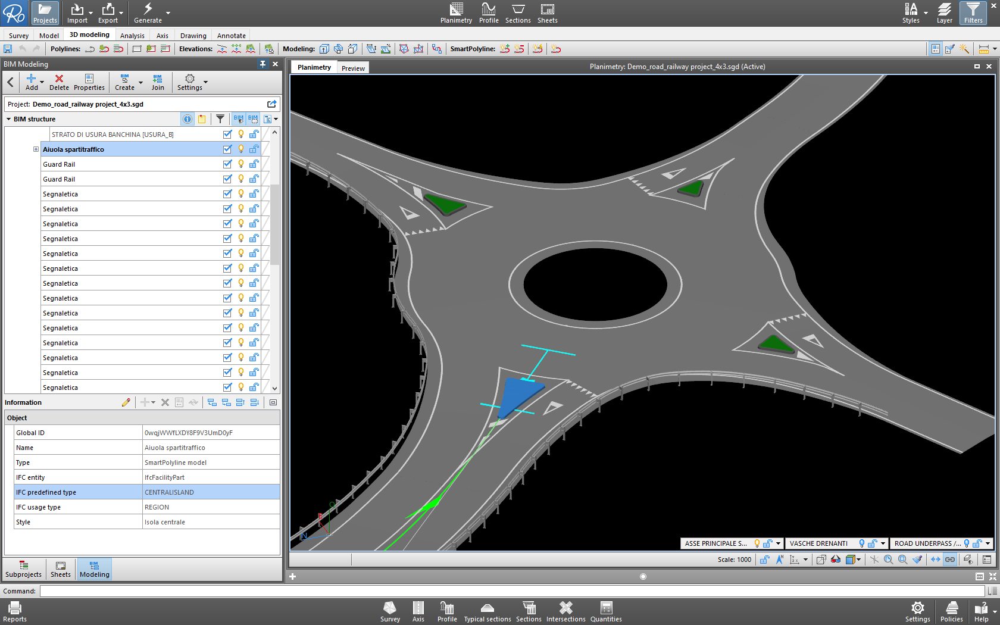 Ro
Projects
Import
Export
Generate
Planimetry
Profile
Sections
Sheets
Styles
Layer
Filters
Survey
Model
3D modeling
Analysis
Axis
Drawing
Annotate
Polylines:
Elevations:
Modeling:
SmartPolyline:
BIM Modeling
Add
Delete
Properties
BIM
Create
BIM
Join
Settings
Project: Demo_road_railway project_4x3.sgd
BIM structure
BIM
BIM
STRATO DI USURA BANCHINA [USURA_B]
Aiuola spartitraffico
Guard Rail
Guard Rail
Segnaletica
Segnaletica
Segnaletica
Segnaletica
Segnaletica
Segnaletica
Segnaletica
Segnaletica
Segnaletica
Segnaletica
Segnaletica
Segnaletica
Segnaletica
Segnaletica
Information
Object
Global ID 0wqjWWfLXDY8F9V3UmD0yF
Name Aiuola spartitraffico
Type SmartPolyline model
IFC entity IfcFacilityPart
IFC predefined type CENTRALISLAND
IFC usage type REGION
Style Isola centrale
Subprojects
Sheets
BIM
Modeling
Planimetry
Preview
Planimetry: Demo_road_railway project_4x3.sgd (Active)
Q
E
N
ASSE PRINCIPALE S...
VASCHE DRENANTI
ROAD UNDERPASS /...
Scale: 1000
Command:
Reports
Survey
Axis
Profile
Typical sections
Sections
Intersections
Quantities
Settings
Policies
Help